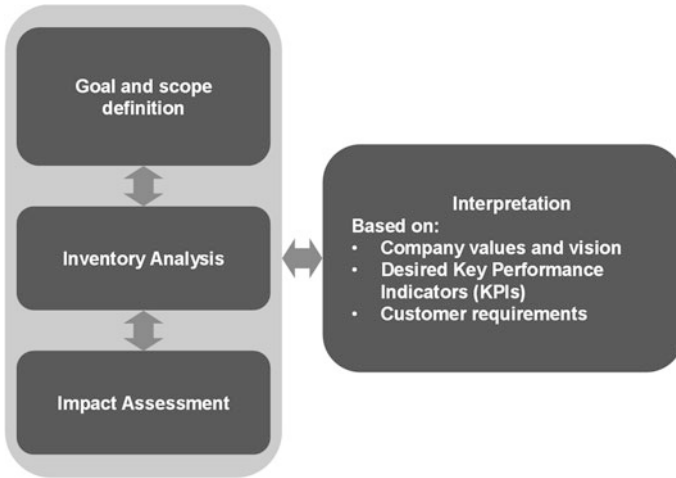 Goal and scope
definition
Inventory Analysis
Impact Assessment
Interpretation
Based on:
• Company values and vision
• Desired Key Performance
Indicators (KPIs)
• Customer requirements